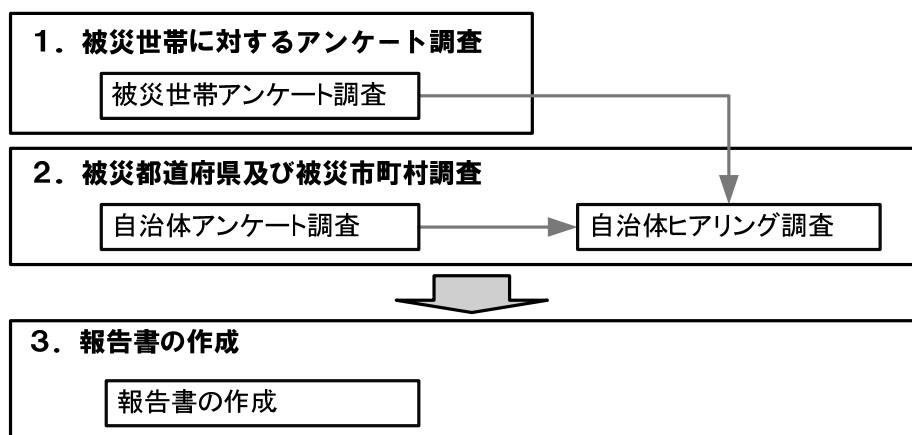 １．被災世帯に対するアンケート調査
被災世帯アンケート調査
２．被災都道府県及び被災市町村調査
自治体アンケート調査
自治体ヒアリング調査
３．報告書の作成
報告書の作成